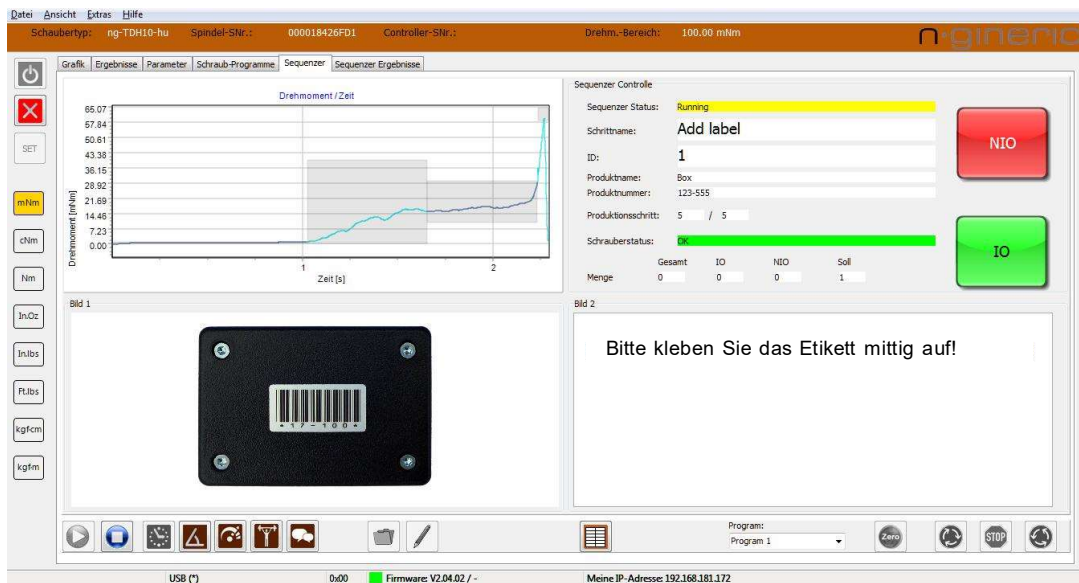 Datei Ansicht Extras Hilfe
Schaubertyp: ng-TDH10-hu Spindel-SNr.: 000018426FD1 Controller-SNr.: Drehm.-Bereich: 100.00 mNm n-gineric
Grafik Ergebnisse Parameter Schraub-Programme Sequenzer Sequenzer Ergebnisse
Drehmoment / Zeit
65.07
57.84
50.61
43.38
36.15
28.92
21.69
14.46
7.23
0.00
Drehmoment [mNm]
1 2
Zeit [s]
Sequenzer Controlle
Sequenzer Status: Running
Schrittname: Add label
ID: 1
Produktname: Box
Produktnummer: 123-555
Produktionsschritt: 5 / 5
Schrauberstatus: OK
Gesamt IO NIO Soll
Menge 0 0 0 1
NIO
IO
SET
mNm
cNm
Nm
In.Oz
In.lbs
Ft.lbs
kgf-cm
kgf-m
Bild 1
*17-100*
Bild 2
Bitte kleben Sie das Etikett mittig auf!
Program:
Program 1
Zero
STOP
USB (*) 0x00 Firmware: V2.04.02 / - Meine IP-Adresse: 192.168.181.172